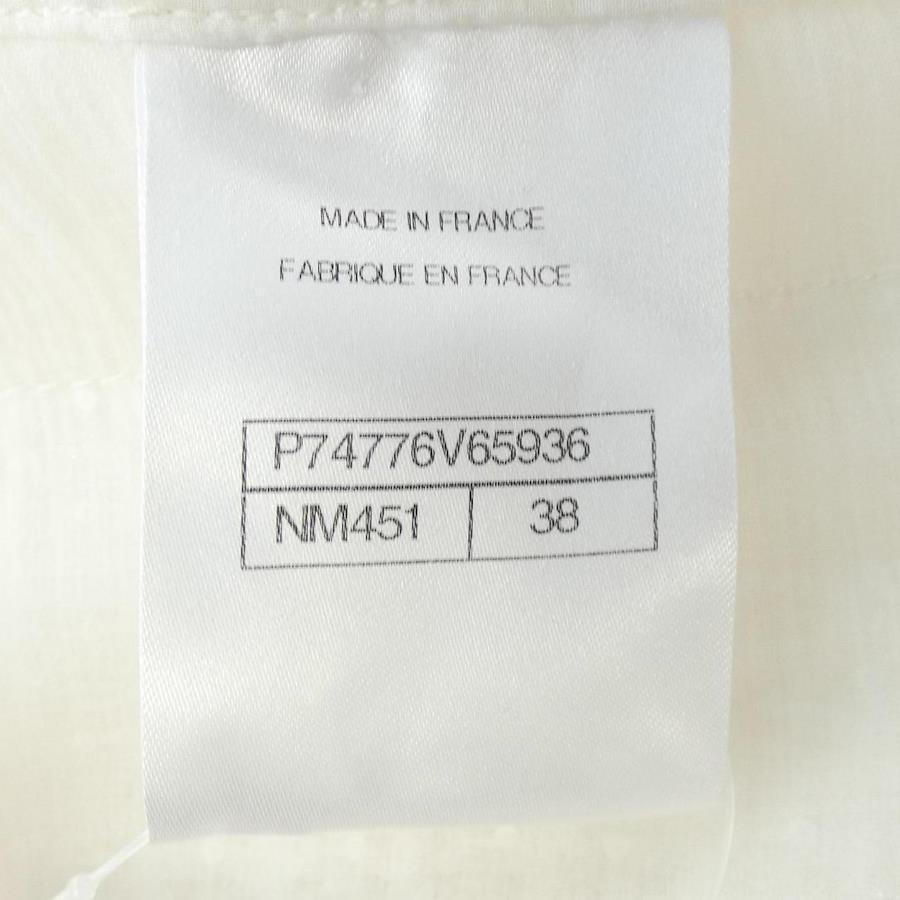 MADE IN FRANCE
FABRIQUE EN FRANCE
P74776V65936
NM451 38